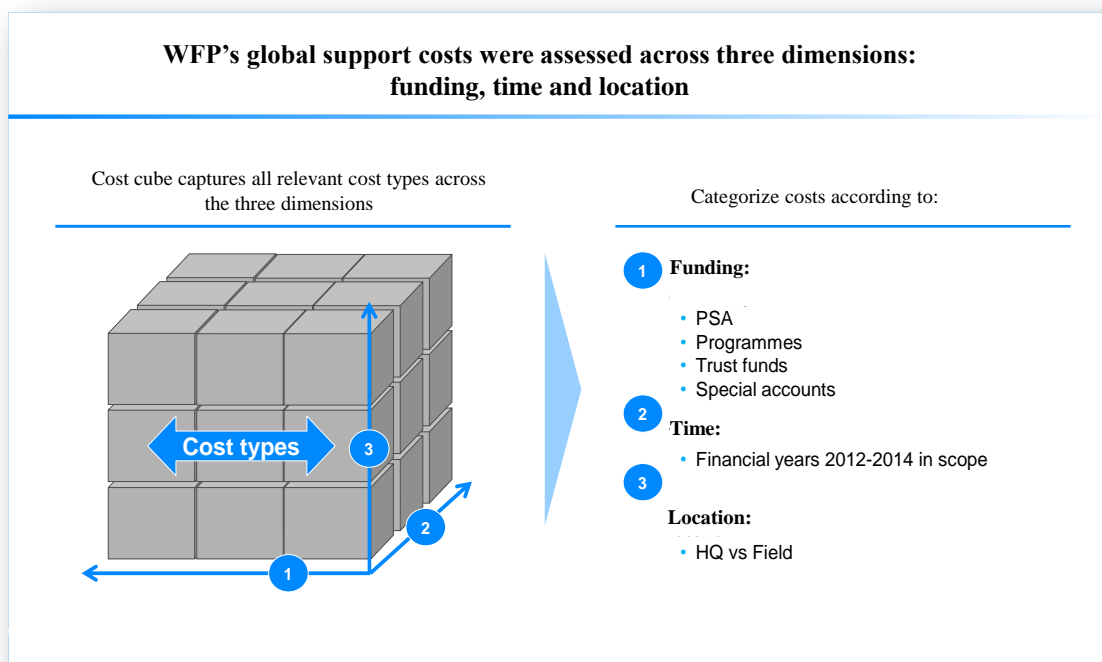 WFP’s global support costs were assessed across three dimensions:
funding, time and location
Cost cube captures all relevant cost types across
the three dimensions
Cost types
3
2
1
Categorize costs according to:
1
Funding:
• PSA
• Programmes
• Trust funds
• Special accounts
2
Time:
• Financial years 2012-2014 in scope
3
Location:
• HQ vs Field